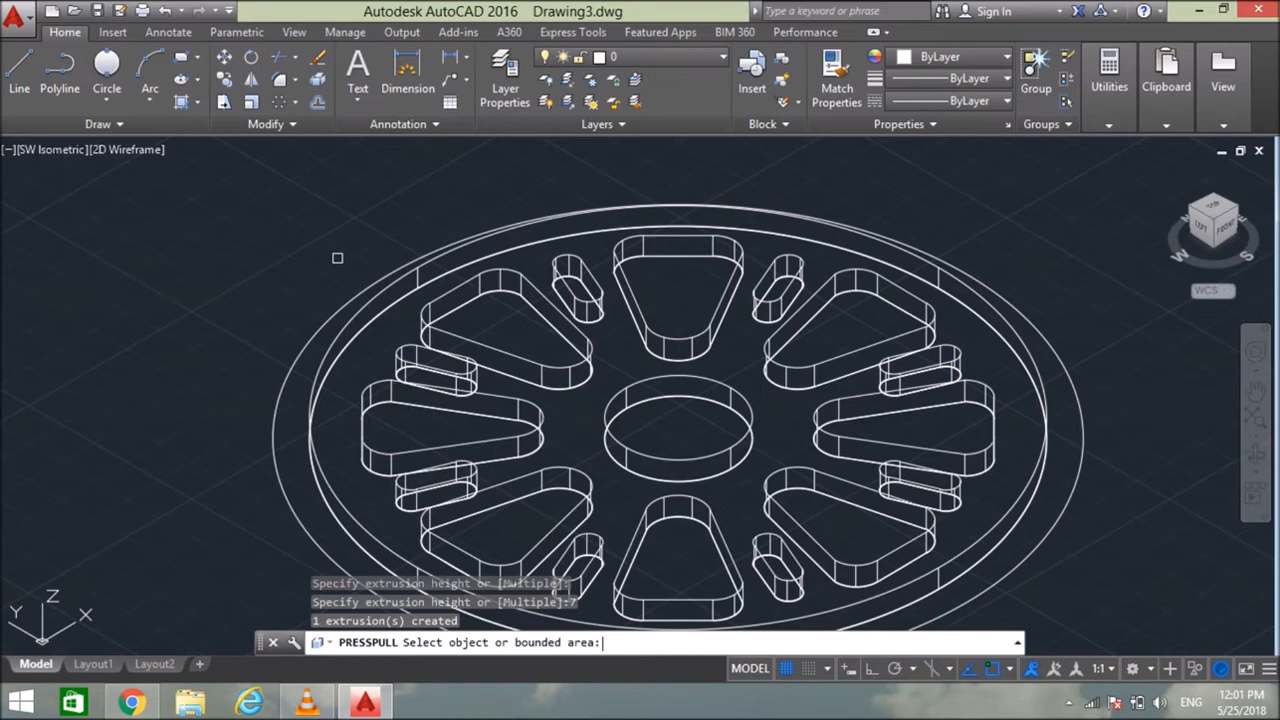 Autodesk AutoCAD 2016 Drawing3.dwg
Type a keyword or phrase
Sign In
Home Insert Annotate Parametric View Manage Output Add-ins A360 Express Tools Featured Apps BIM 360 Performance
Line Polyline Circle Arc
Text Dimension
Layer Properties
0
Insert
Match Properties
ByLayer
ByLayer
ByLayer
Group Utilities Clipboard View
Draw Modify Annotation Layers Block Properties Groups
[−][SW Isometric][2D Wireframe]
TOP
LEFT FRONT
W S
WCS
Z
Y X
Specify extrusion height or [Multiple]:
Specify extrusion height or [Multiple]:7
1 extrusion(s) created
PRESSPULL Select object or bounded area:
Model Layout1 Layout2 +
MODEL 1:1
ENG
12:01 PM
5/25/2018